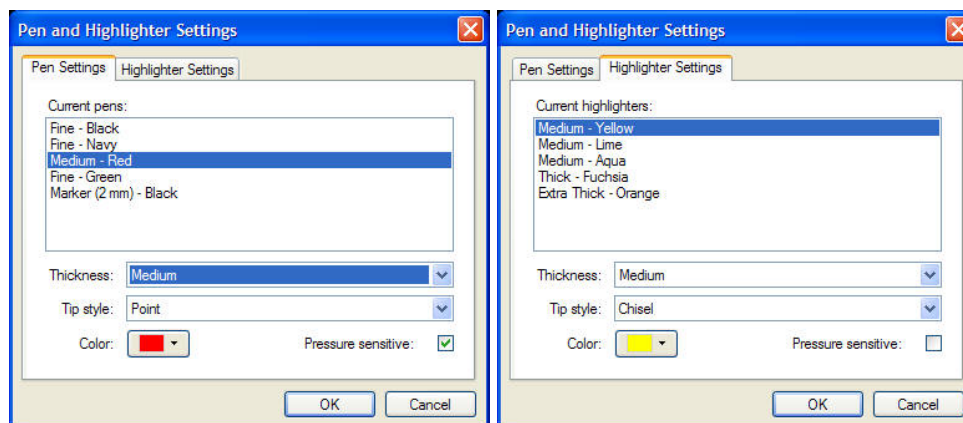 Pen and Highlighter Settings
Pen Settings
Highlighter Settings
Current pens:
Fine - Black
Fine - Navy
Medium - Red
Fine - Green
Marker (2 mm) - Black
Thickness:
Medium
Tip style:
Point
Color:
Pressure sensitive:
OK
Cancel
Pen and Highlighter Settings
Pen Settings
Highlighter Settings
Current highlighters:
Medium - Yellow
Medium - Lime
Medium - Aqua
Thick - Fuchsia
Extra Thick - Orange
Thickness:
Medium
Tip style:
Chisel
Color:
Pressure sensitive:
OK
Cancel